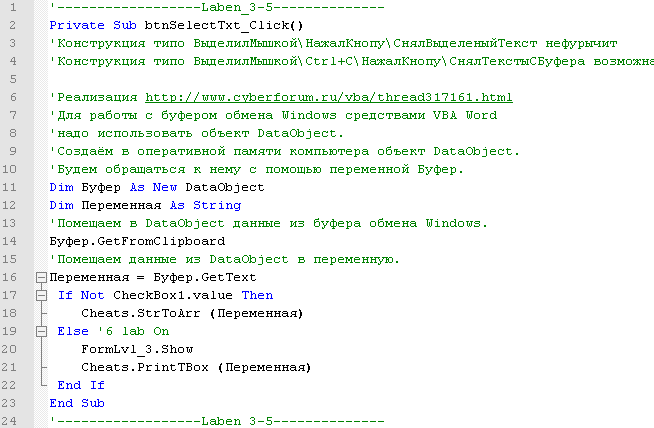 1 '------------------Laben_3-5--------------
2 Private Sub btnSelectTxt_Click()
3 'Конструкция типо ВыделилМышкой\НажалКнопу\СнялВыделеныйТекст нефурычит
4 'Конструкция типо ВыделилМышкой\Ctrl+C\НажалКнопу\СнялТекстыСБуфера возможна
5
6 'Реализация http://www.cyberforum.ru/vba/thread317161.html
7 'Для работы с буфером обмена Windows средствами VBA Word
8 'надо использовать объект DataObject.
9 'Создаём в оперативной памяти компьютера объект DataObject.
10 'Будем обращаться к нему с помощью переменной Буфер.
11 Dim Буфер As New DataObject
12 Dim Переменная As String
13 'Помещаем в DataObject данные из буфера обмена Windows.
14 Буфер.GetFromClipboard
15 'Помещаем данные из DataObject в переменную.
16 Переменная = Буфер.GetText
17 If Not CheckBox1.value Then
18 Cheats.StrToArr (Переменная)
19 Else '6 lab On
20 FormLvl_3.Show
21 Cheats.PrintTBox (Переменная)
22 End If
23 End Sub
24 '------------------Laben 3-5--------------